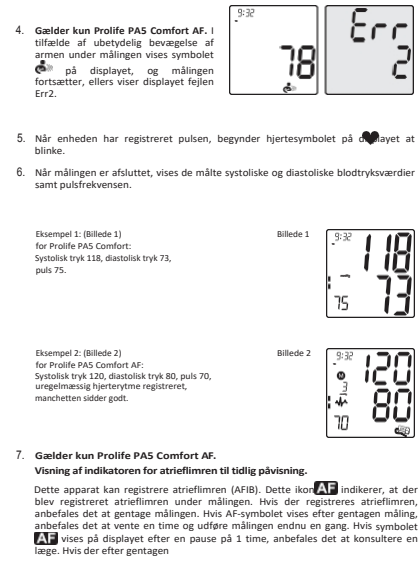 4. Gælder kun Prolife PA5 Comfort AF. I
tilfælde af ubetydelig bevægelse af
armen under målingen vises symbolet
på displayet, og målingen
fortsætter, ellers viser displayet fejlen
Err2.
9:32
78
Err
2
5. Når enheden har registreret pulsen, begynder hjertesymbolet på displayet at
blinke.
6. Når målingen er afsluttet, vises de målte systoliske og diastoliske blodtryksværdier
samt pulsfrekvensen.
Eksempel 1: (Billede 1)
for Prolife PA5 Comfort:
Systolisk tryk 118, diastolisk tryk 73,
puls 75.
Billede 1
9:32
118
73
75
Eksempel 2: (Billede 2)
for Prolife PA5 Comfort AF:
Systolisk tryk 120, diastolisk tryk 80, puls 70,
uregelmæssig hjerterytme registreret,
manchetten sidder godt.
Billede 2
9:32
120
M
3
80
70
7. Gælder kun Prolife PA5 Comfort AF.
Visning af indikatoren for atrieflimren til tidlig påvisning.
Dette apparat kan registrere atrieflimren (AFIB). Dette ikon AF indikerer, at der
blev registreret atrieflimren under målingen. Hvis der registreres atrieflimren,
anbefales det at gentage målingen. Hvis AF-symbolet vises efter gentagen måling,
anbefales det at vente en time og udføre målingen endnu en gang. Hvis symbolet
AF vises på displayet efter en pause på 1 time, anbefales det at konsultere en
læge. Hvis der efter gentagen